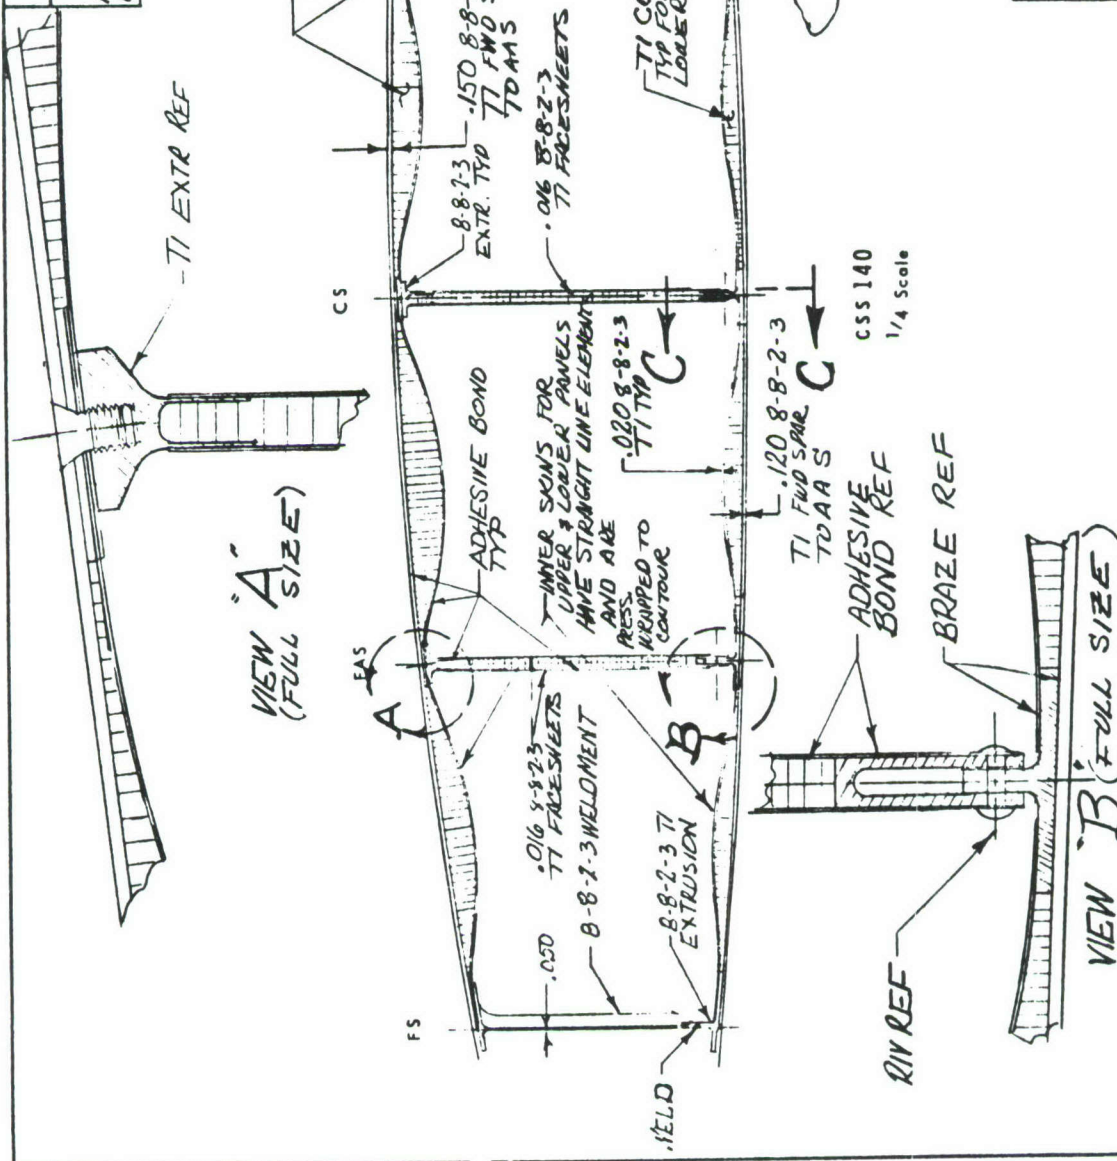 TI EXTR REF
VIEW "A"
(FULL SIZE)
CS
8-8-2-3
EXTR. TYP
.150 8-8-
TI FWD
TO AAS
.016 8-8-2-3
TI FACESHEETS
TI
TYP
LOWER
FAS
A
ADHESIVE BOND
TYP
INNER SKINS FOR
UPPER & LOWER PANELS
HAVE STRAIGHT LINE ELEMENT
AND ARE
PRESS.
WRAPPED TO
CONTOUR
.020 8-8-2-3
TI TYP
C
C
CSS 140
1/4 Scale
.120 8-8-2-3
TI FWD SPAR
TO AAS
B
.016 8-8-2-3
TI FACESHEETS
8-8-2-3 WELDMENT
8-8-2-3 TI
EXTRUSION
.050
FS
WELD
ADHESIVE
BOND REF
BRAZE REF
RIV REF
VIEW "B" (FULL SIZE)